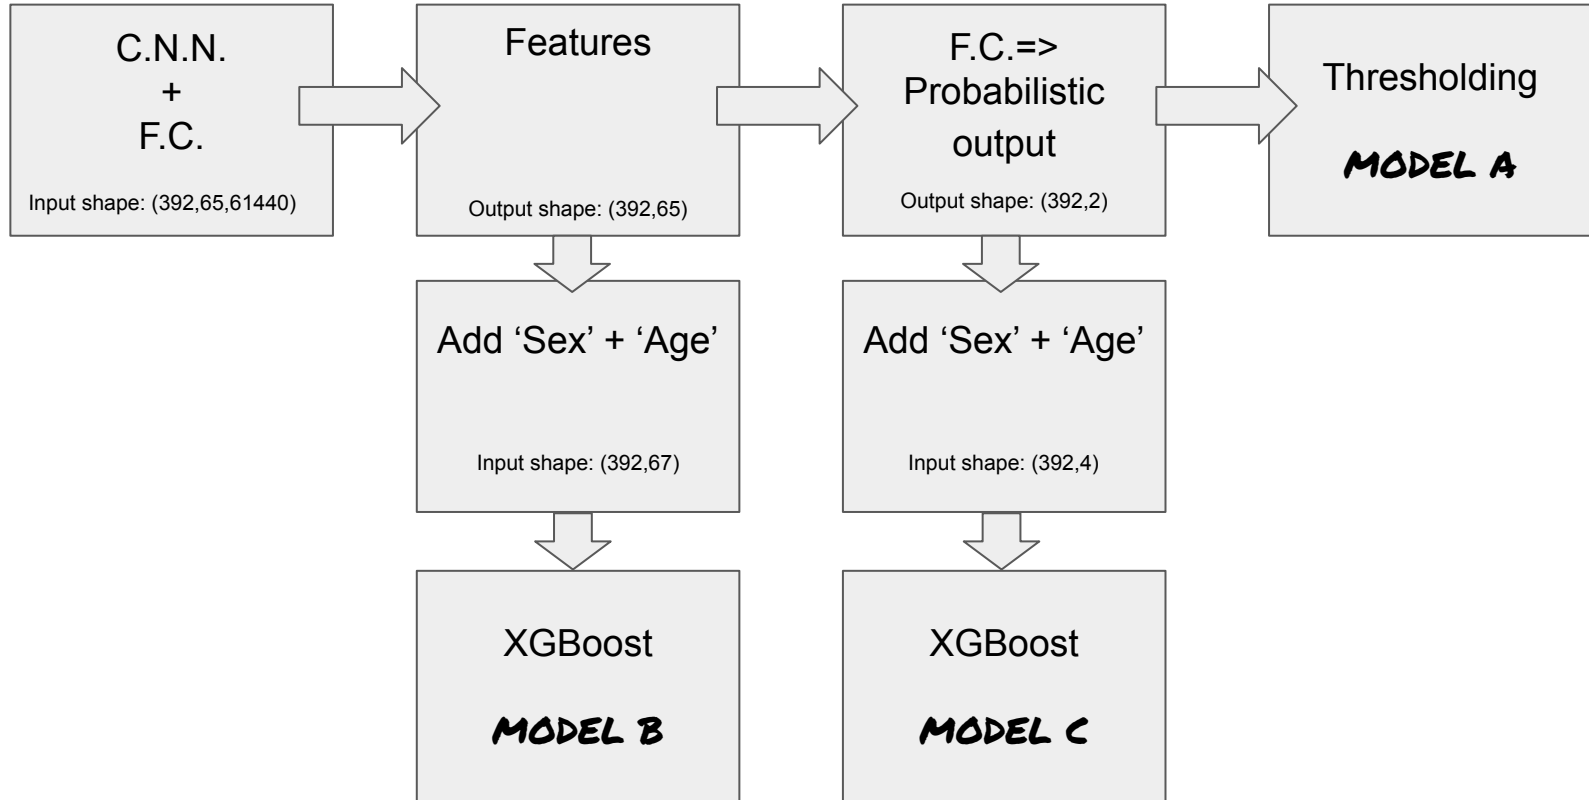 C.N.N.
+
F.C.
Input shape: (392,65,61440)
Features
Output shape: (392,65)
F.C.=>
Probabilistic
output
Output shape: (392,2)
Thresholding
MODEL A
Add ‘Sex’ + ‘Age’
Input shape: (392,67)
Add ‘Sex’ + ‘Age’
Input shape: (392,4)
XGBoost
MODEL B
XGBoost
MODEL C